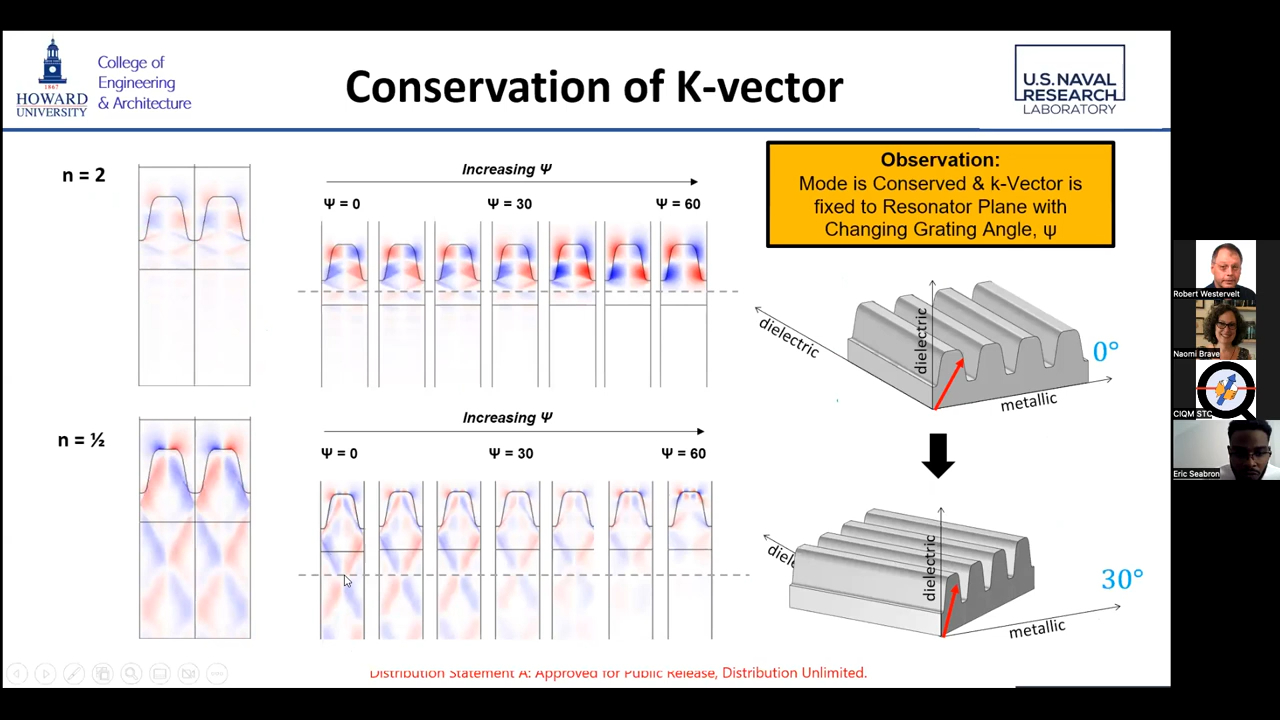 College of
Engineering
& Architecture
1867
HOWARD
UNIVERSITY
Conservation of K-vector
U.S. NAVAL
RESEARCH
LABORATORY
n = 2
Increasing Ψ
Ψ = 0
Ψ = 30
Ψ = 60
Observation:
Mode is Conserved & k-Vector is
fixed to Resonator Plane with
Changing Grating Angle, ψ
dielectric
dielectric
metallic
0°
n = ½
Increasing Ψ
Ψ = 0
Ψ = 30
Ψ = 60
diele
dielectric
metallic
30°
Distribution Statement A: Approved for Public Release, Distribution Unlimited.
Robert Westervelt
Naomi Brave
CIQM STC
Eric Seabron